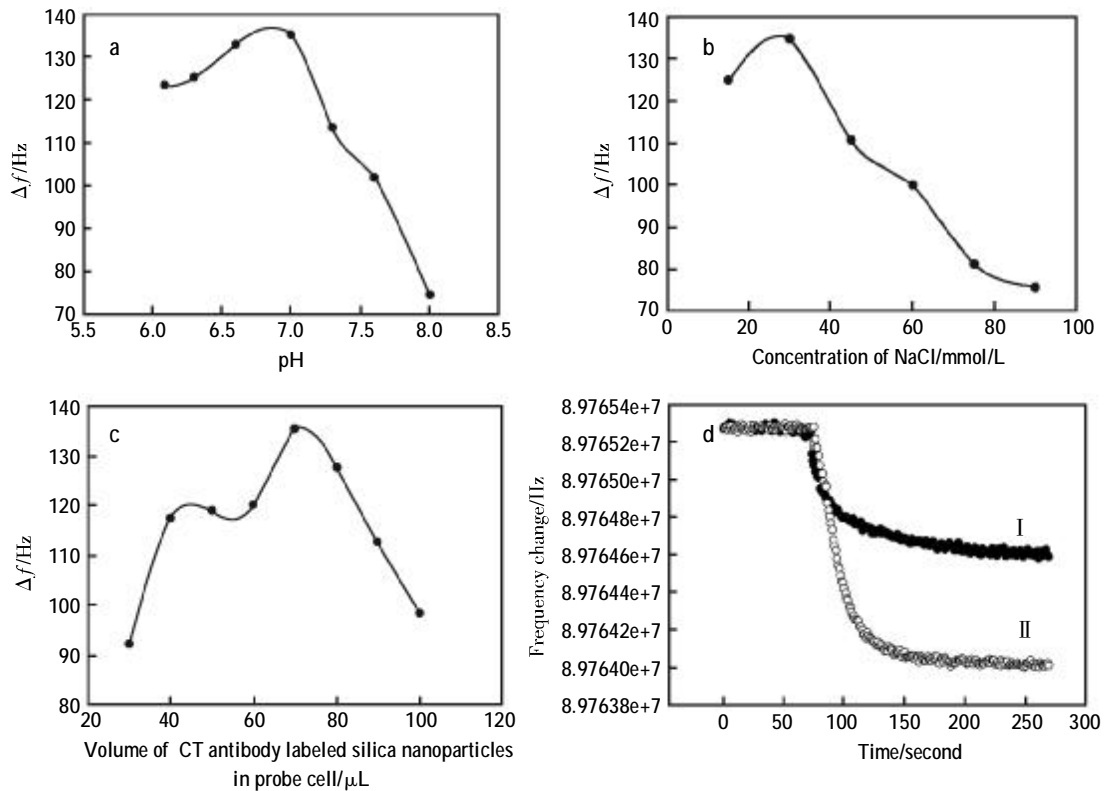 140
130
120
110
100
90
80
70
Δf/Hz
a
5.5 6.0 6.5 7.0 7.5 8.0 8.5
pH
140
130
120
110
100
90
80
70
Δf/Hz
b
0 20 40 60 80 100
Concentration of NaCl/mmol/L
140
130
120
110
100
90
80
Δf/Hz
c
20 40 60 80 100 120
Volume of CT antibody labeled silica nanoparticles
in probe cell/μL
8.97654e+7
8.97652e+7
8.97650e+7
8.97648e+7
8.97646e+7
8.97644e+7
8.97642e+7
8.97640e+7
8.97638e+7
Frequency change/Hz
d
I
II
0 50 100 150 200 250 300
Time/second